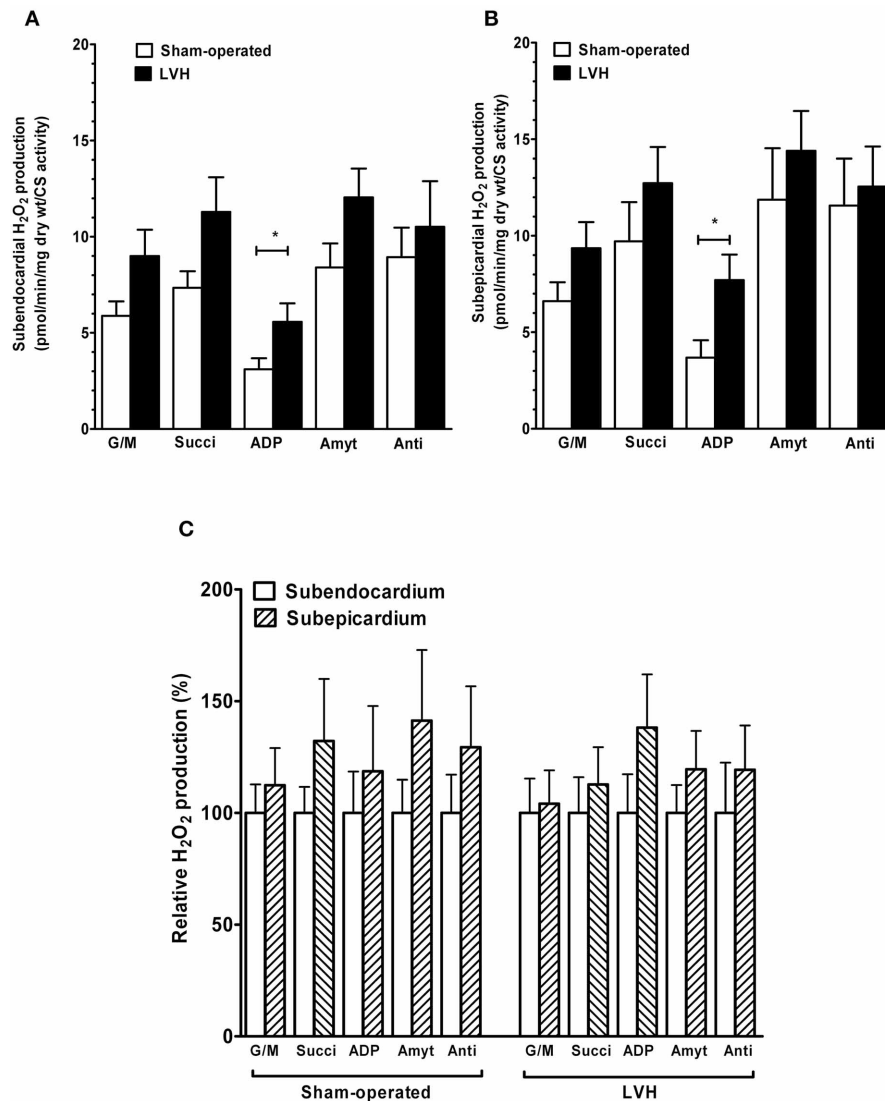 A
Sham-operated
LVH
Subendocardial H₂O₂ production
(pmol/min/mg dry wt/CS activity)
20
15
10
5
0
*
G/M Succi ADP Amyt Anti
B
Sham-operated
LVH
Subepicardial H₂O₂ production
(pmol/min/mg dry wt/CS activity)
20
15
10
5
0
*
G/M Succi ADP Amyt Anti
C
Subendocardium
Subepicardium
Relative H₂O₂ production (%)
200
150
100
50
0
G/M Succi ADP Amyt Anti G/M Succi ADP Amyt Anti
Sham-operated LVH